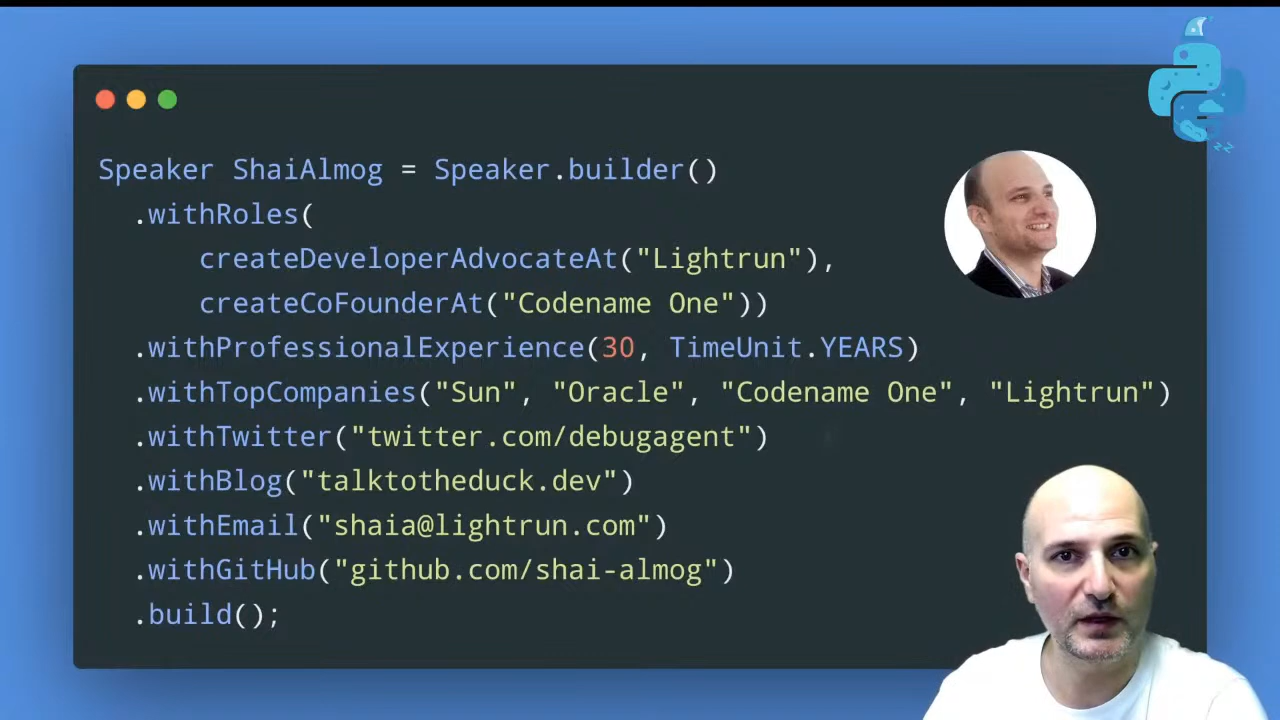 Speaker ShaiAlmog = Speaker.builder()
.withRoles(
createDeveloperAdvocateAt("Lightrun"),
createCoFounderAt("Codename One"))
.withProfessionalExperience(30, TimeUnit.YEARS)
.withTopCompanies("Sun", "Oracle", "Codename One", "Lightrun")
.withTwitter("twitter.com/debugagent")
.withBlog("talktotheduck.dev")
.withEmail("shaia@lightrun.com")
.withGitHub("github.com/shai-almog")
.build();
zz